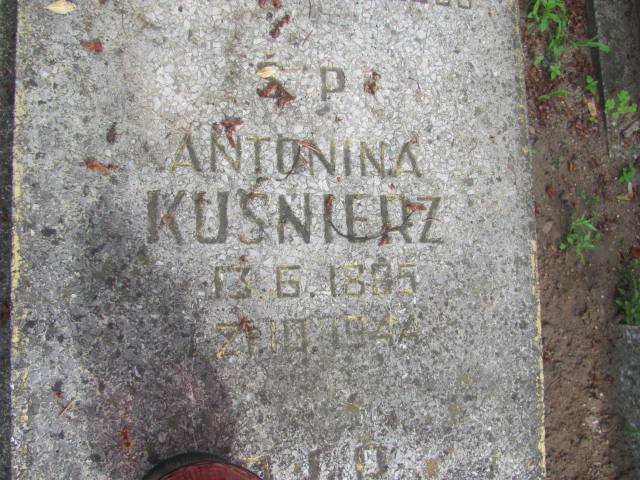 Ś P
ANTONINA
KUŚNIERZ
13.6.1885
21.10.1944